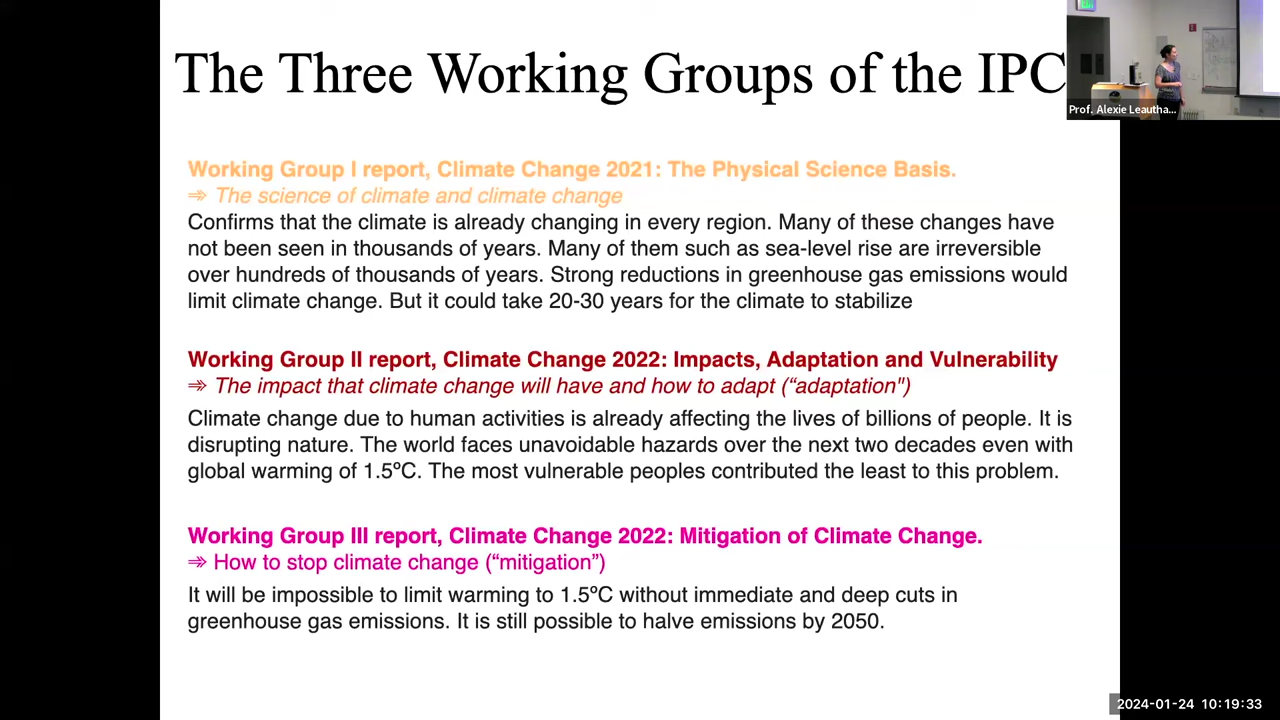 The Three Working Groups of the IPC
Prof. Alexie Leautha...
Working Group I report, Climate Change 2021: The Physical Science Basis.
⇒ The science of climate and climate change
Confirms that the climate is already changing in every region. Many of these changes have
not been seen in thousands of years. Many of them such as sea-level rise are irreversible
over hundreds of thousands of years. Strong reductions in greenhouse gas emissions would
limit climate change. But it could take 20-30 years for the climate to stabilize
Working Group II report, Climate Change 2022: Impacts, Adaptation and Vulnerability
⇒ The impact that climate change will have and how to adapt (“adaptation")
Climate change due to human activities is already affecting the lives of billions of people. It is
disrupting nature. The world faces unavoidable hazards over the next two decades even with
global warming of 1.5ºC. The most vulnerable peoples contributed the least to this problem.
Working Group III report, Climate Change 2022: Mitigation of Climate Change.
⇒ How to stop climate change (“mitigation”)
It will be impossible to limit warming to 1.5ºC without immediate and deep cuts in
greenhouse gas emissions. It is still possible to halve emissions by 2050.
2024-01-24 10:19:33